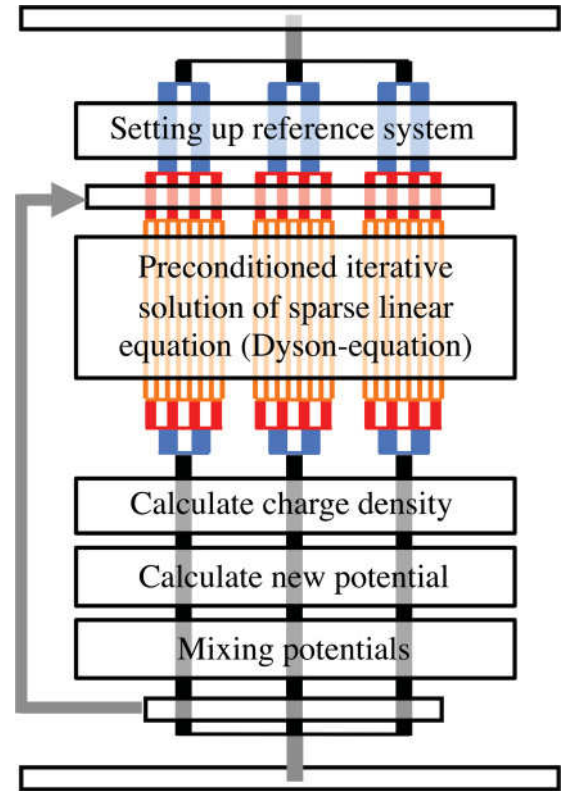 Setting up reference system
Preconditioned iterative
solution of sparse linear
equation (Dyson-equation)
Calculate charge density
Calculate new potential
Mixing potentials